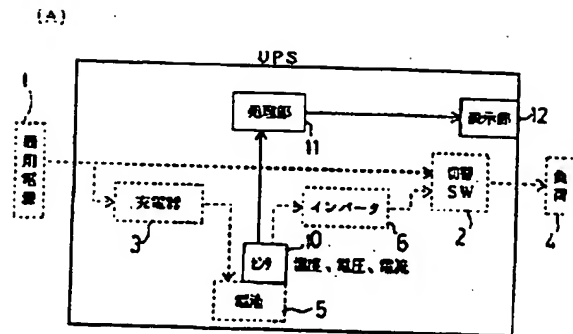 (A)
UPS
1
商用電源
処理部
11
表示部
12
充電器
3
インバータ
6
切替
SW
2
負荷
4
センサ
10
温度、電圧、電流
電池
5